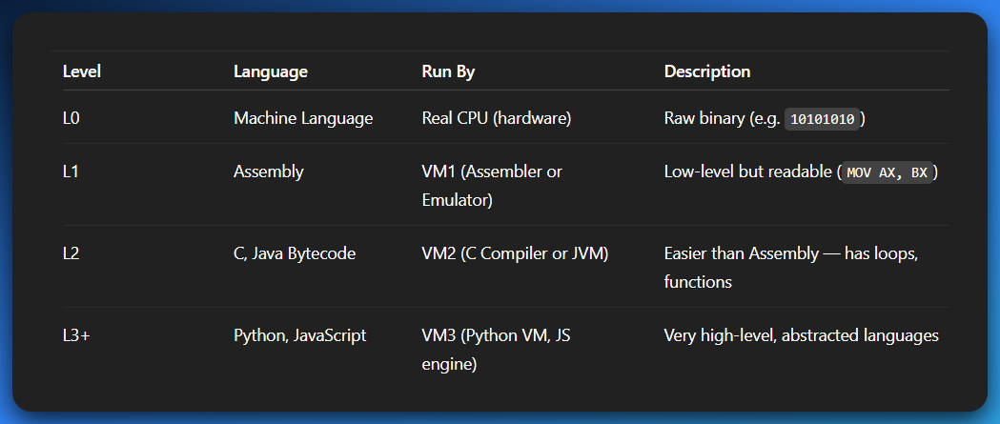 Level Language Run By Description
L0 Machine Language Real CPU (hardware) Raw binary (e.g. 10101010)
L1 Assembly VM1 (Assembler or Low-level but readable (MOV AX, BX)
Emulator)
L2 C, Java Bytecode VM2 (C Compiler or JVM) Easier than Assembly — has loops,
functions
L3+ Python, JavaScript VM3 (Python VM, JS Very high-level, abstracted languages
engine)